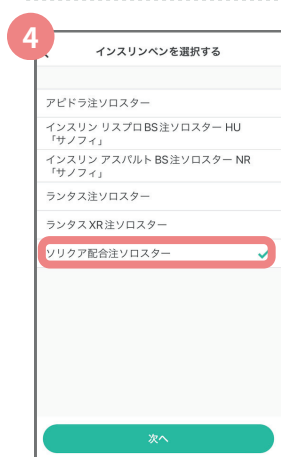 4
インスリンペンを選択する
アピドラ注ソロスター
インスリン リスプロ BS注ソロスター HU
「サノフィ」
インスリン アスパルト BS注ソロスター NR
「サノフィ」
ランタス注ソロスター
ランタス XR注ソロスター
ソリクア配合注ソロスター
次へ